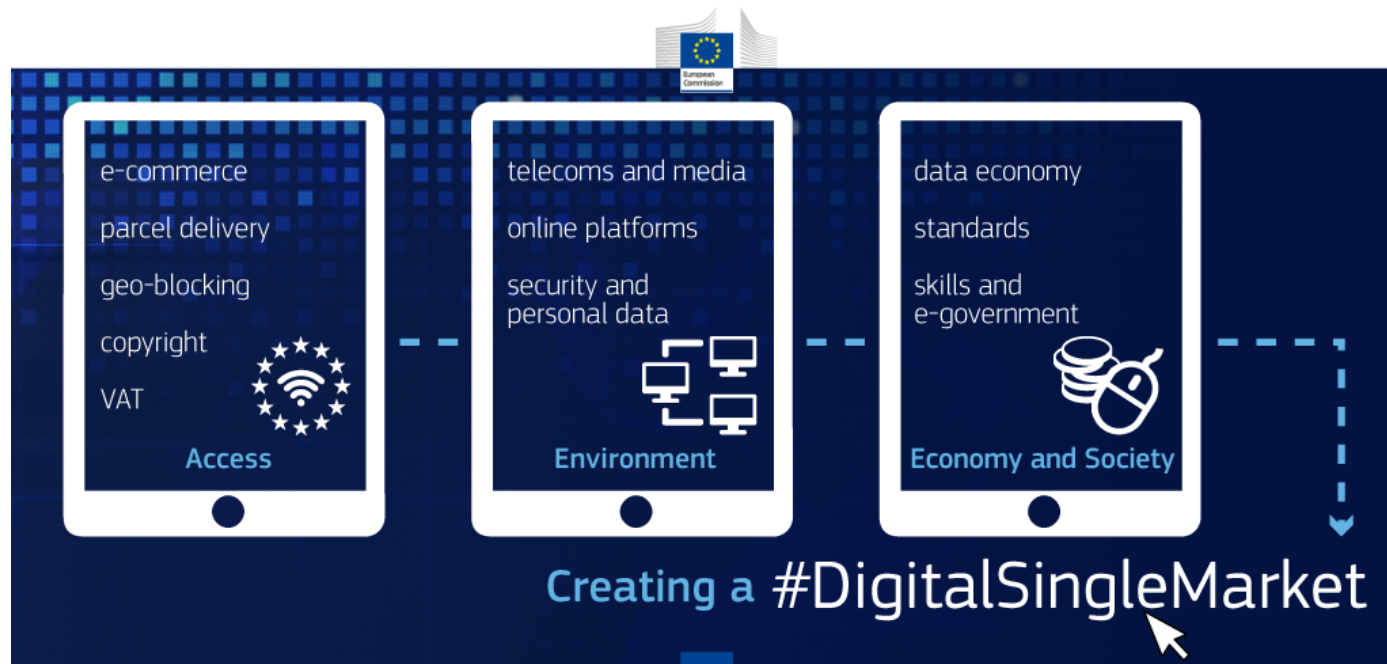 European
Commission
e-commerce
parcel delivery
geo-blocking
copyright
VAT
Access
telecoms and media
online platforms
security and
personal data
Environment
data economy
standards
skills and
e-government
Economy and Society
Creating a #DigitalSingleMarket